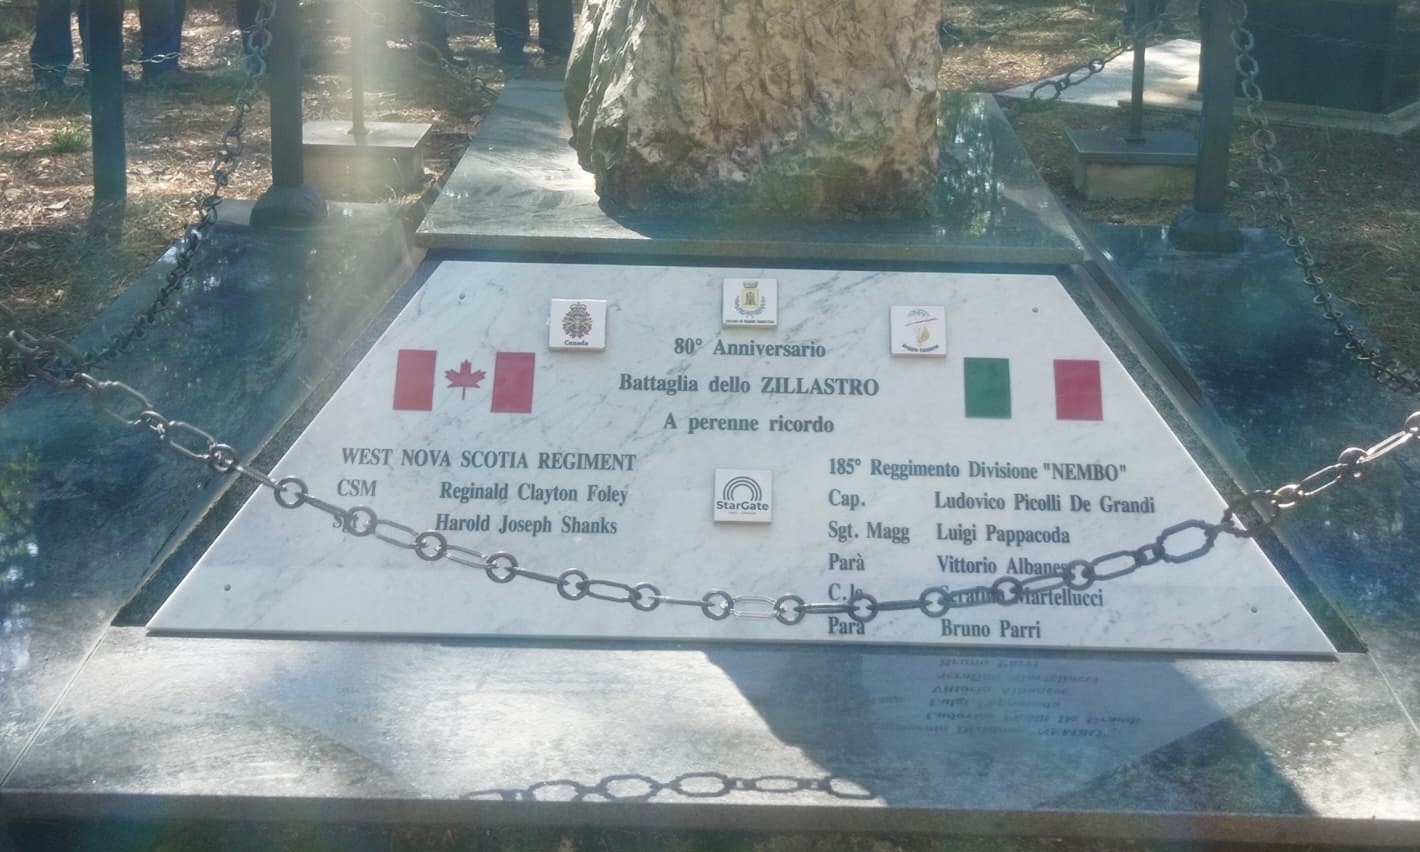 Canada
80° Anniversario
Battaglia dello ZILLASTRO
A perenne ricordo
WEST NOVA SCOTIA REGIMENT
CSM Reginald Clayton Foley
Harold Joseph Shanks
StarGate
185° Reggimento Divisione "NEMBO"
Cap. Ludovico Picolli De Grandi
Sgt. Magg Luigi Pappacoda
Parà Vittorio Albanese
Martellucci
Parà Bruno Parri